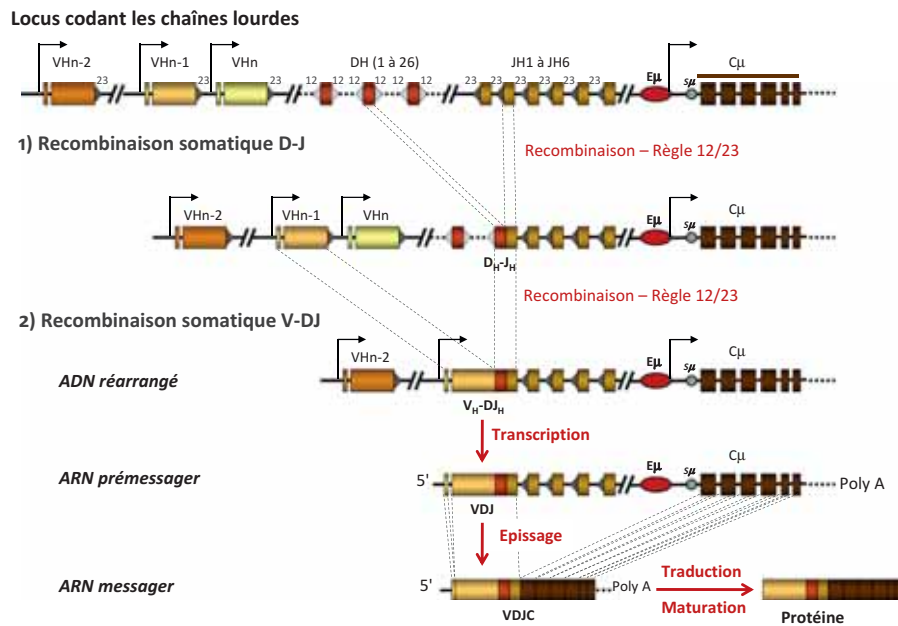 Locus codant les chaînes lourdes
VHn-2 VHn-1 VHn DH (1 à 26) JH1 à JH6 Cµ
23 23 23 12 12 12 12 12 12 23 23 23 23 23 Eµ Sµ
1) Recombinaison somatique D-J
Recombinaison – Règle 12/23
VHn-2 VHn-1 VHn Eµ Sµ Cµ
DH-JH
Recombinaison – Règle 12/23
2) Recombinaison somatique V-DJ
VHn-2 Eµ Sµ Cµ
ADN réarrangé
VH-DJH
Transcription
Eµ Sµ Cµ
ARN prémessager 5' Poly A
VDJ
Epissage
ARN messager 5' Poly A Traduction
Maturation
VDJC Protéine